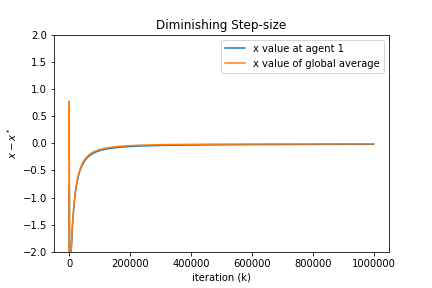 Diminishing Step-size
x value at agent 1
x value of global average
2.0
1.5
1.0
0.5
0.0
−0.5
−1.0
−1.5
−2.0
x − x*
0 200000 400000 600000 800000 1000000
iteration (k)